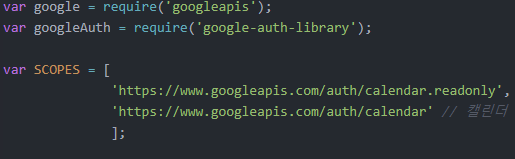 var google = require('googleapis');
var googleAuth = require('google-auth-library');
var SCOPES = [
'https://www.googleapis.com/auth/calendar.readonly',
'https://www.googleapis.com/auth/calendar' // 캘린더
];